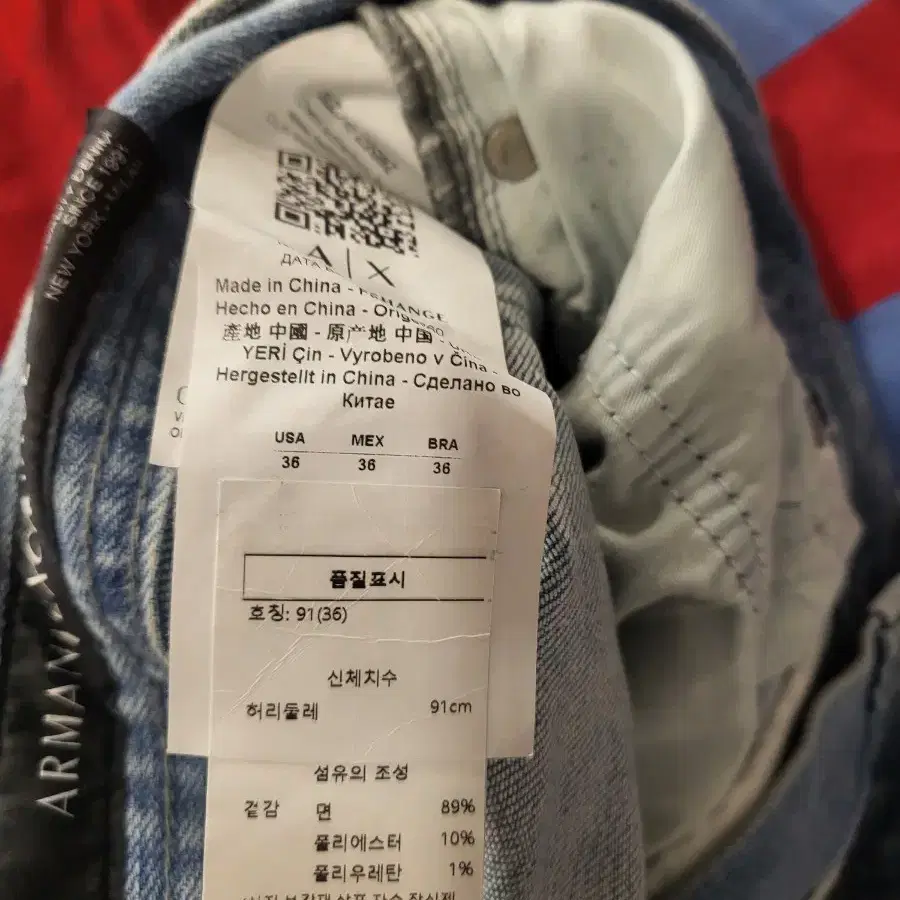 SINCE 1991
NEW YORK - MILAN
ARMANI
A|X
ДАТА
Made in China -
Hecho en China -
產地 中國 - 原产地 中国 -
YERİ Çin - Vyrobeno v Číňa -
Hergestellt in China - Сделано во
Китае
USA MEX BRA
36 36 36
품질표시
호칭: 91(36)
신체치수
허리둘레 91cm
섬유의 조성
겉감 면 89%
폴리에스터 10%
폴리우레탄 1%